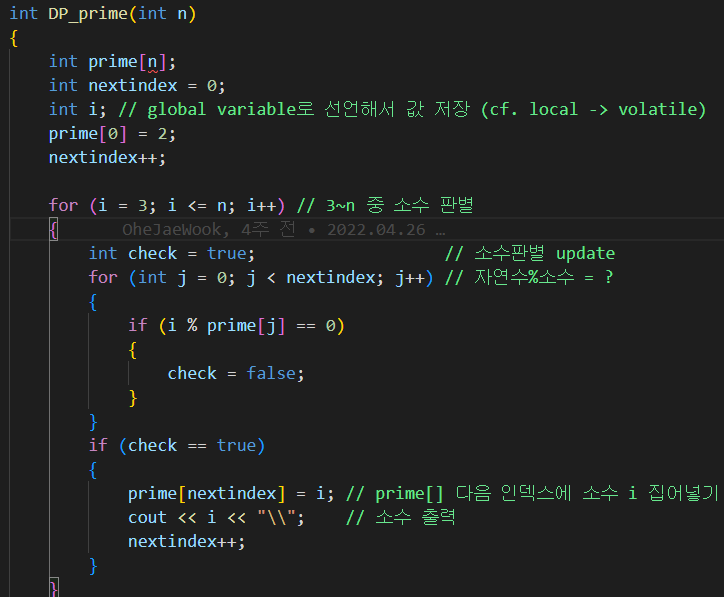 int DP_prime(int n)
{
    int prime[n];
    int nextindex = 0;
    int i; // global variable로 선언해서 값 저장 (cf. local -> volatile)
    prime[0] = 2;
    nextindex++;

    for (i = 3; i <= n; i++) // 3~n 중 소수 판별
    {       OheJaeWook, 4주 전 • 2022.04.26 …
        int check = true;                   // 소수판별 update
        for (int j = 0; j < nextindex; j++) // 자연수%소수 = ?
        {
            if (i % prime[j] == 0)
            {
                check = false;
            }
        }
        if (check == true)
        {
            prime[nextindex] = i; // prime[] 다음 인덱스에 소수 i 집어넣기
            cout << i << "\\";    // 소수 출력
            nextindex++;
        }
    }